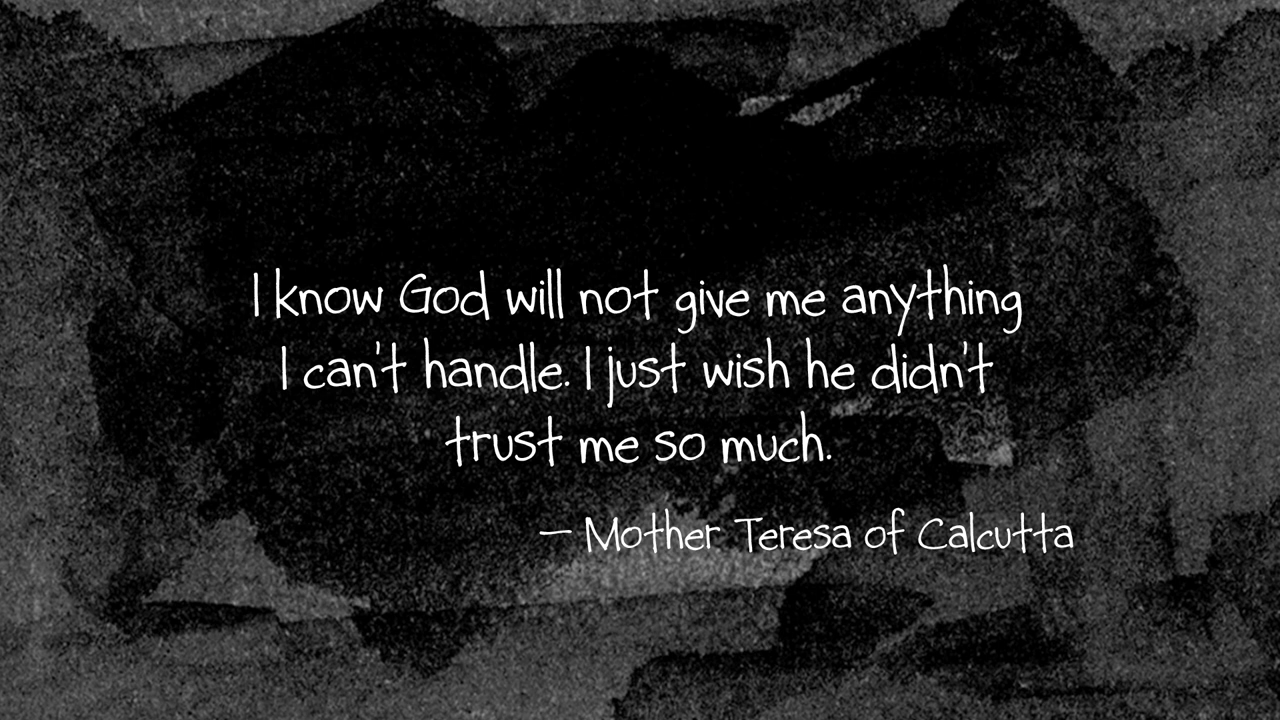 I know God will not give me anything
I can't handle. I just wish he didn't
trust me so much.
— Mother Teresa of Calcutta